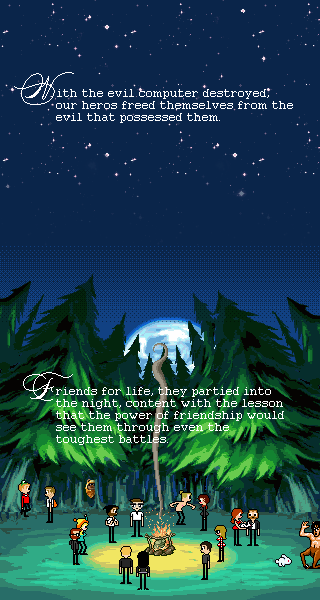 With the evil computer destroyed,
our heros freed themselves from the
evil that possessed them.
Friends for life, they partied into
the night, content with the lesson
that the power of friendship would
see them through even the
toughest battles.